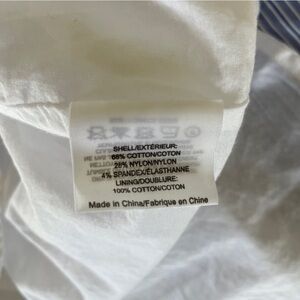 SHELL/EXTÉRIEUR:
68% COTTON/COTON
28% NYLON/NYLON
4% SPANDEX/ÉLASTHANNE
LINING/DOUBLURE:
100% COTTON/COTON
Made in China/Fabrique en Chine